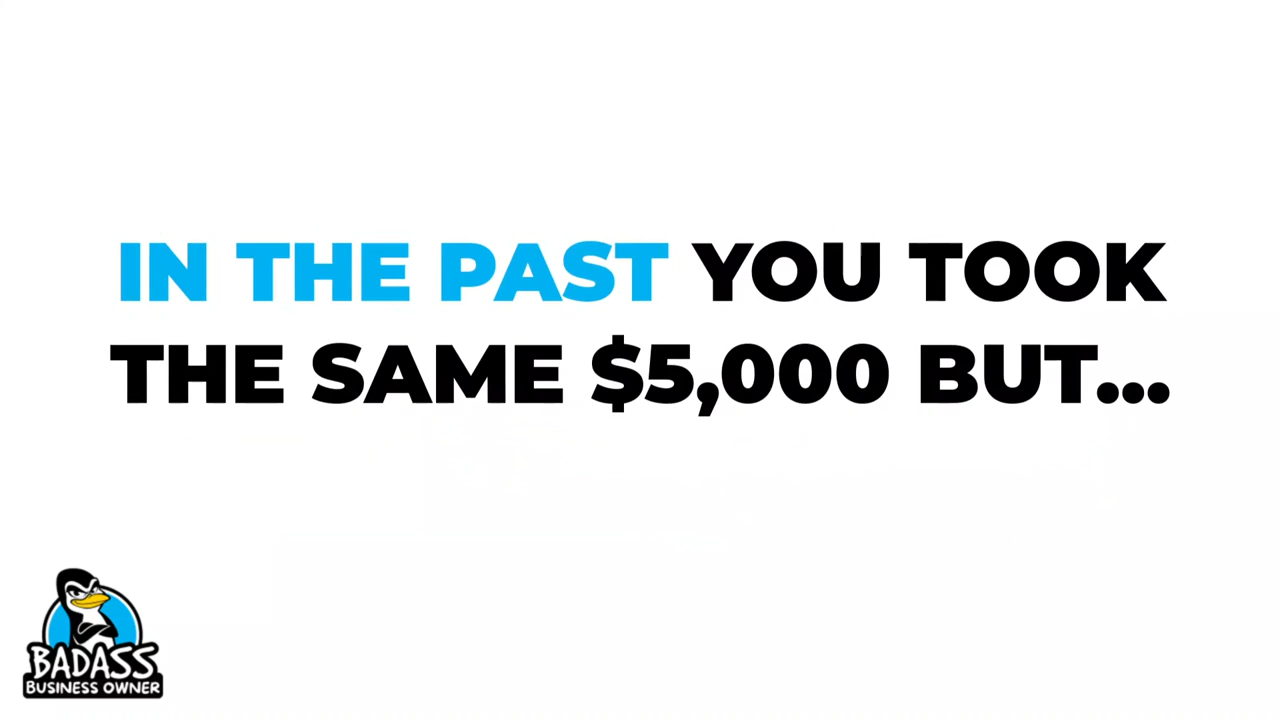 IN THE PAST YOU TOOK
THE SAME $5,000 BUT...
BADASS
BUSINESS OWNER